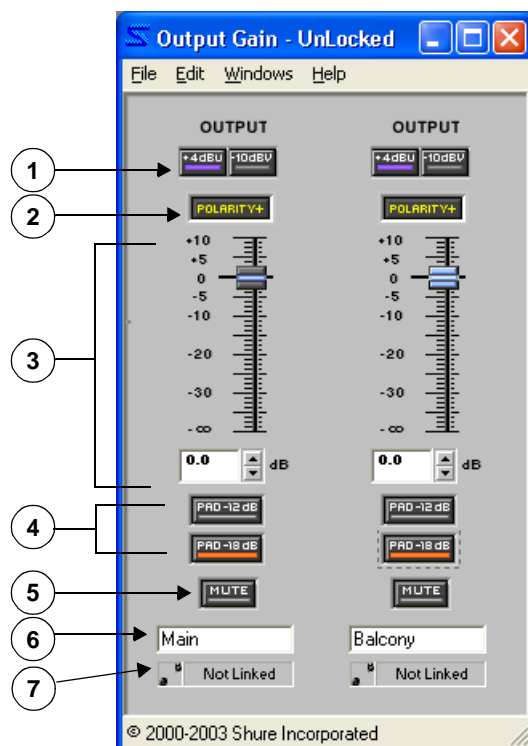 Output Gain - UnLocked
File Edit Windows Help
OUTPUT OUTPUT
1 +4dBU -10dBV +4dBU -10dBV
2 POLARITY+ POLARITY+
+10 +10
+5 +5
0 0
-5 -5
-10 -10
3
-20 -20
-30 -30
-∞ -∞
0.0 dB 0.0 dB
4 PAD-12 dB PAD-12 dB
PAD-18 dB PAD-18 dB
5 MUTE MUTE
6 Main Balcony
7 a B Not Linked a B Not Linked
© 2000-2003 Shure Incorporated